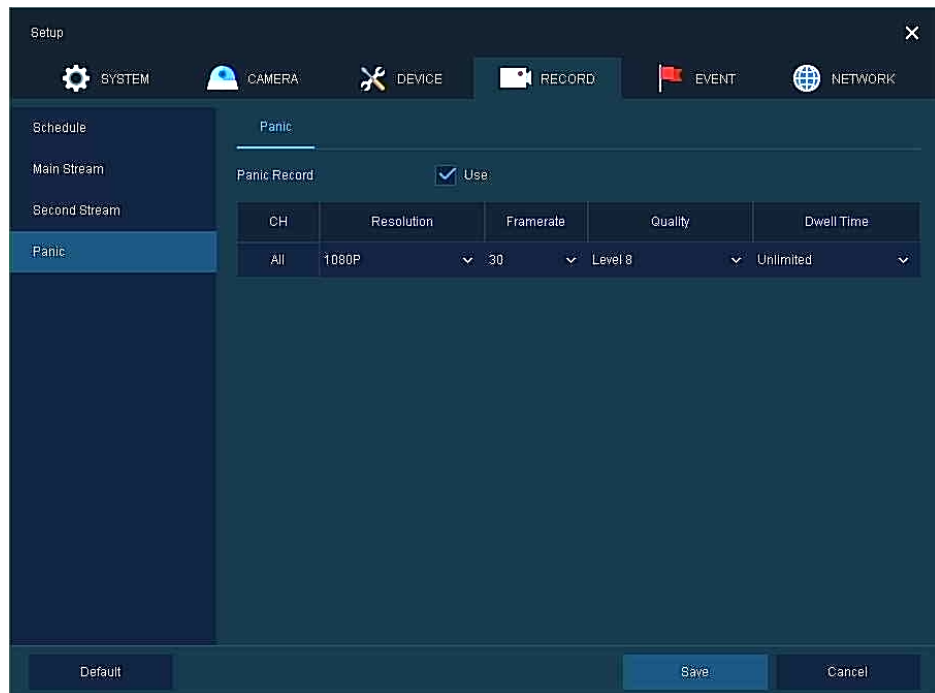 Setup
SYSTEM CAMERA DEVICE RECORD EVENT NETWORK
Schedule
Main Stream
Second Stream
Panic
Panic
Panic Record Use
CH Resolution Framerate Quality Dwell Time
All 1080P 30 Level 8 Unlimited
Default Save Cancel